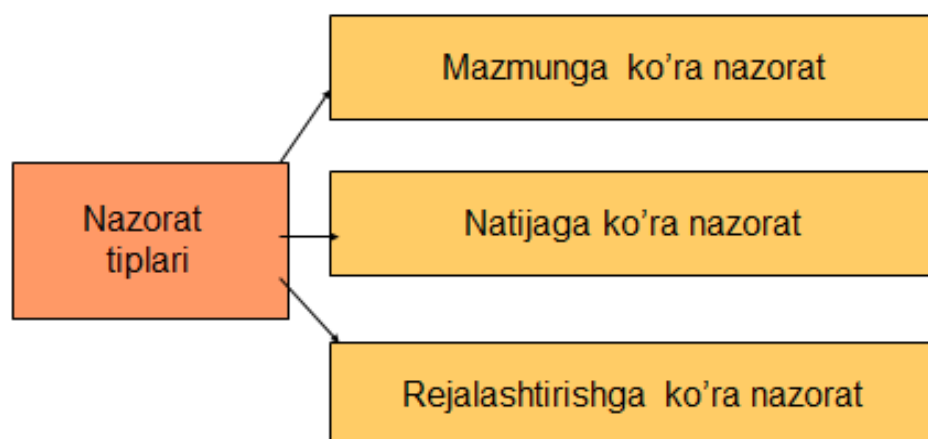 Mazmunga ko’ra nazorat
Nazorat
tiplari
Natijaga ko’ra nazorat
Rejalashtirishga ko’ra nazorat